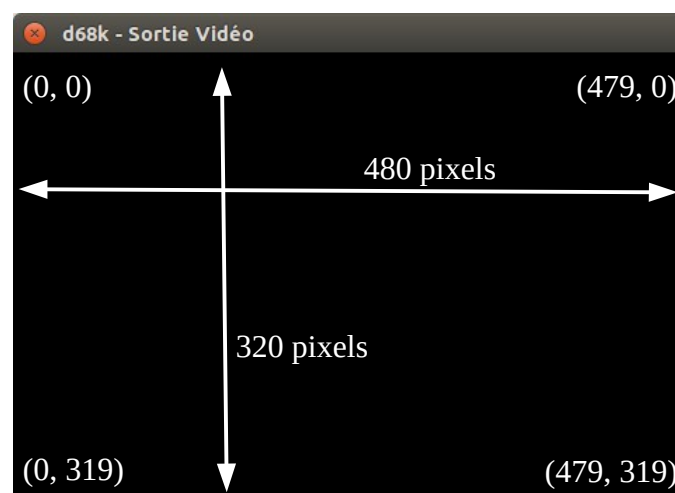 d68k - Sortie Vidéo
(0, 0) (479, 0)
480 pixels
320 pixels
(0, 319) (479, 319)